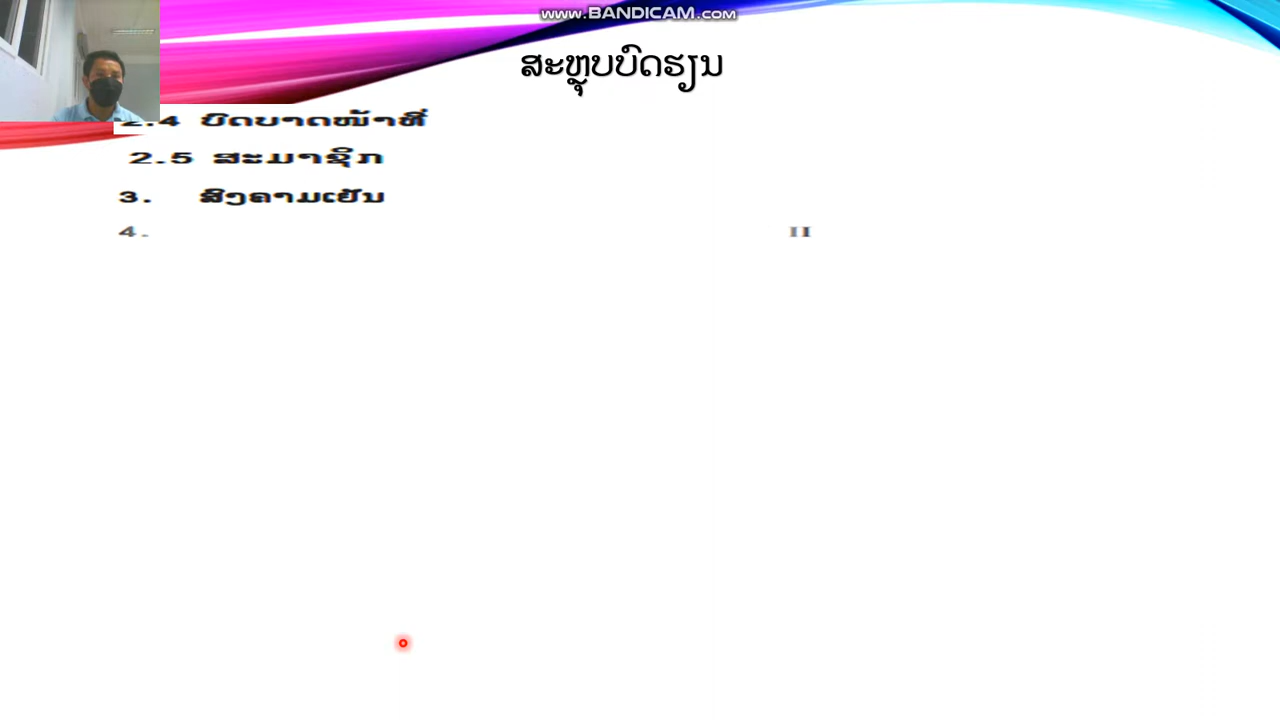 www.BANDICAM.com
ສະຫຼຸບບົດຮຽນ
2.4 ບົດບາດໜ້າທີ່
2.5 ສະມາຊິກ
3. ສົງຄາມເຢັນ
4. II